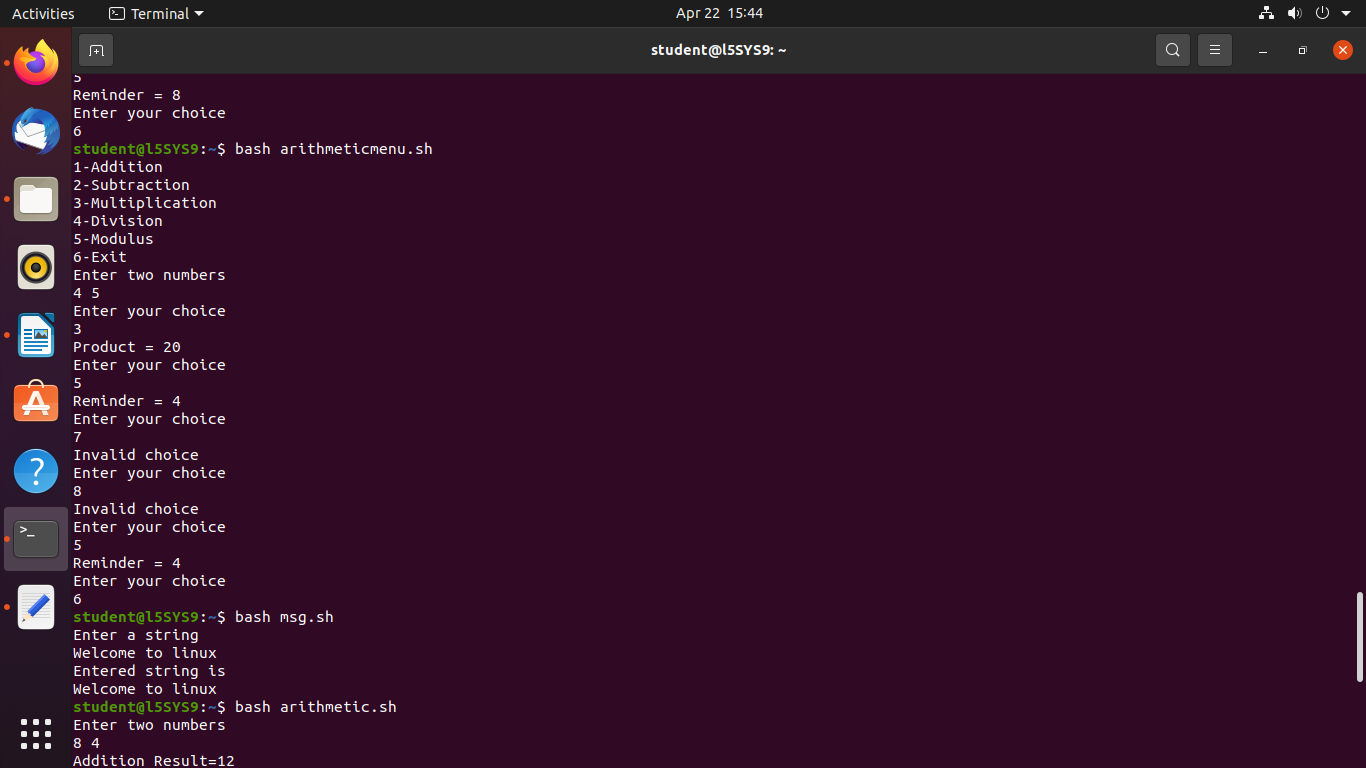 Activities
Terminal
Apr 22 15:44
student@l5SYS9: ~
5
Reminder = 8
Enter your choice
6
student@l5SYS9:~$ bash arithmeticmenu.sh
1-Addition
2-Subtraction
3-Multiplication
4-Division
5-Modulus
6-Exit
Enter two numbers
4 5
Enter your choice
3
Product = 20
Enter your choice
5
Reminder = 4
Enter your choice
7
Invalid choice
Enter your choice
8
Invalid choice
Enter your choice
5
Reminder = 4
Enter your choice
6
student@l5SYS9:~$ bash msg.sh
Enter a string
Welcome to linux
Entered string is
Welcome to linux
student@l5SYS9:~$ bash arithmetic.sh
Enter two numbers
8 4
Addition Result=12